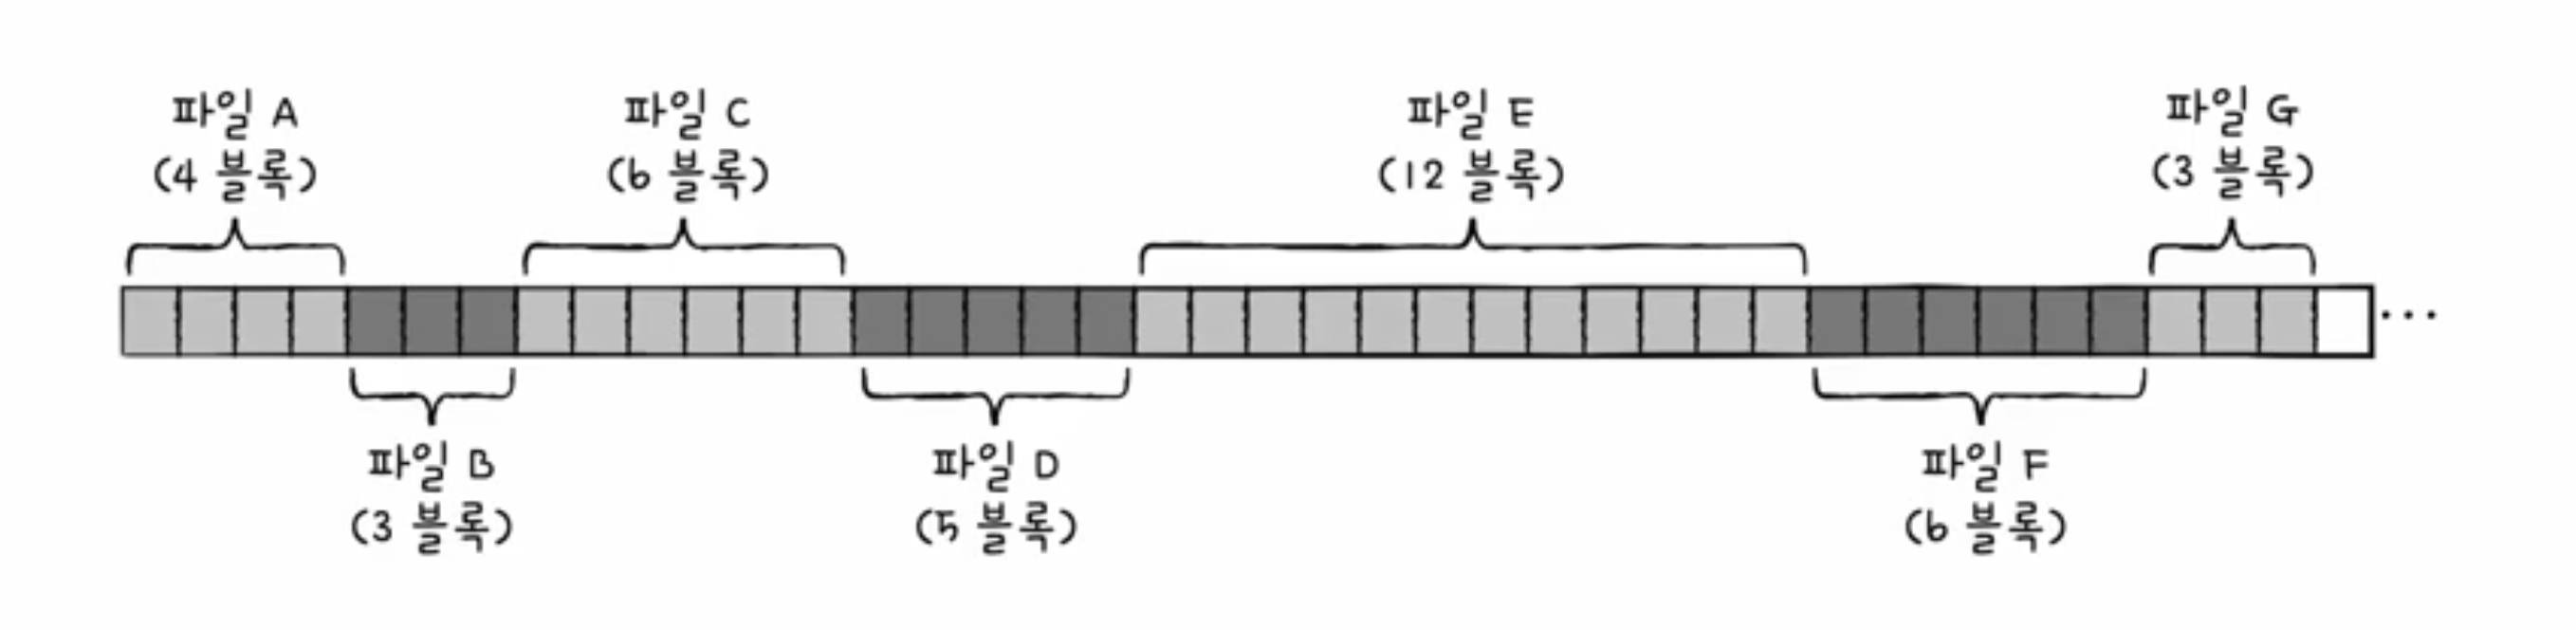 파일 A
(4 블록)
파일 C
(6 블록)
파일 E
(12 블록)
파일 G
(3 블록)
...
파일 B
(3 블록)
파일 D
(5 블록)
파일 F
(6 블록)